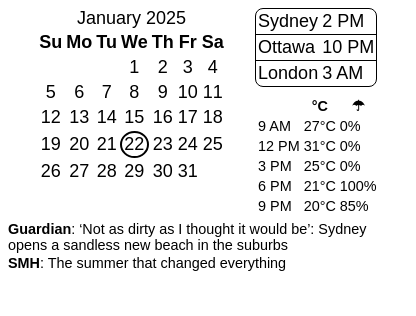 January 2025
Su Mo Tu We Th Fr Sa
1 2 3 4
5 6 7 8 9 10 11
12 13 14 15 16 17 18
19 20 21 22 23 24 25
26 27 28 29 30 31
Sydney 2 PM
Ottawa 10 PM
London 3 AM
°C ☂
9 AM 27°C 0%
12 PM 31°C 0%
3 PM 25°C 0%
6 PM 21°C 100%
9 PM 20°C 85%
Guardian: ‘Not as dirty as I thought it would be’: Sydney
opens a sandless new beach in the suburbs
SMH: The summer that changed everything